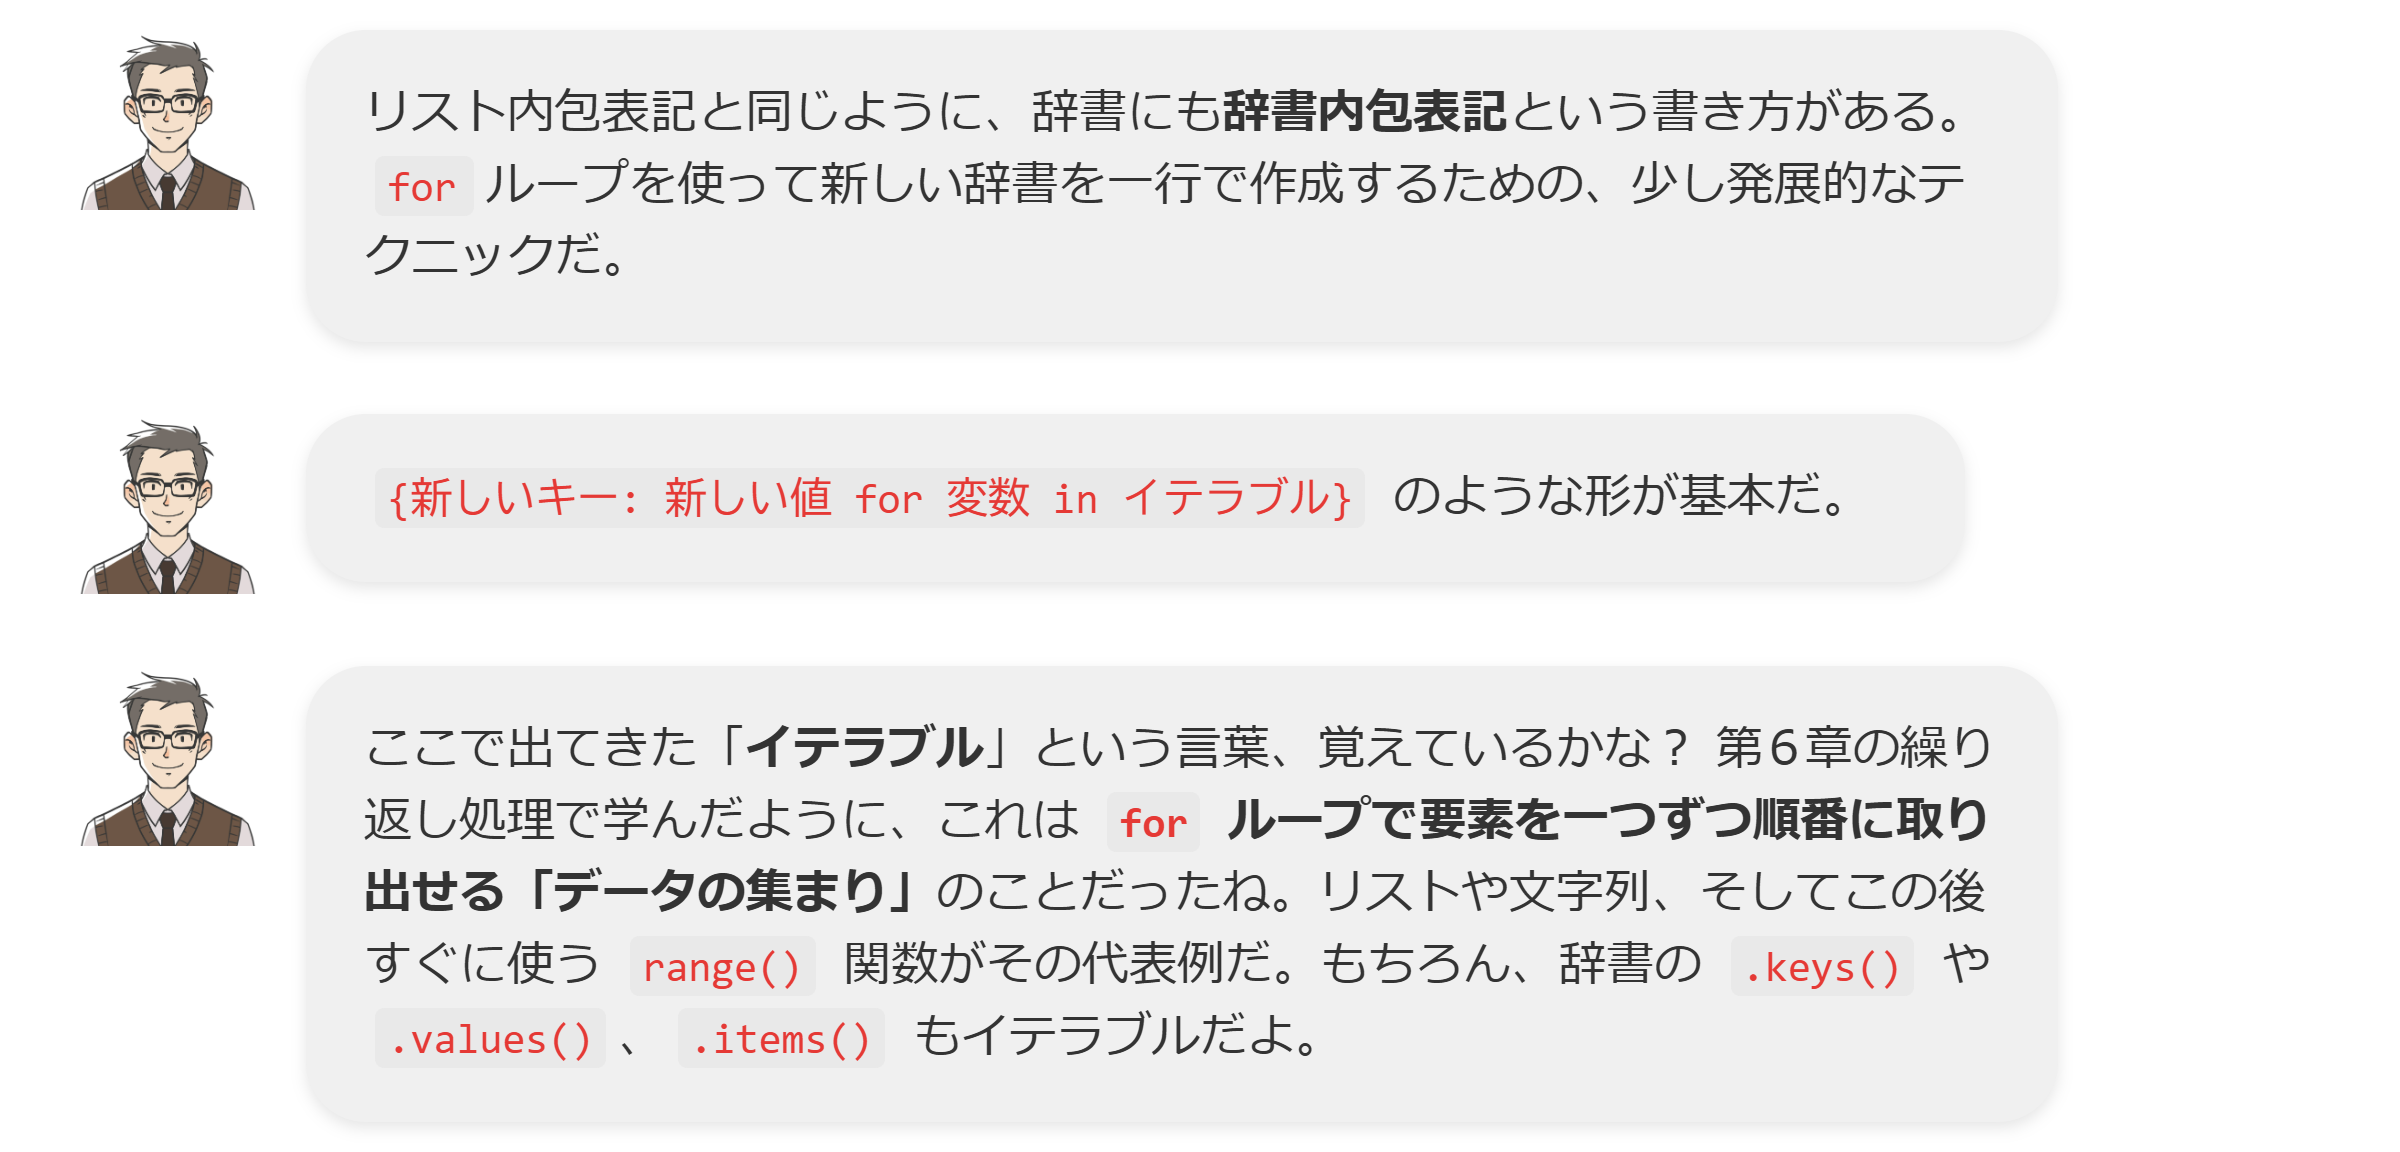 リスト内包表記と同じように、辞書にも辞書内包表記という書き方がある。
for ループを使って新しい辞書を一行で作成するための、少し発展的なテ
クニックだ。
{新しいキー: 新しい値 for 変数 in イテラブル} のような形が基本だ。
ここで出てきた「イテラブル」という言葉、覚えているかな？ 第６章の繰り
返し処理で学んだように、これは for ループで要素を一つずつ順番に取り
出せる「データの集まり」のことだったね。リストや文字列、そしてこの後
すぐに使う range() 関数がその代表例だ。もちろん、辞書の .keys() や
.values() 、 .items() もイテラブルだよ。